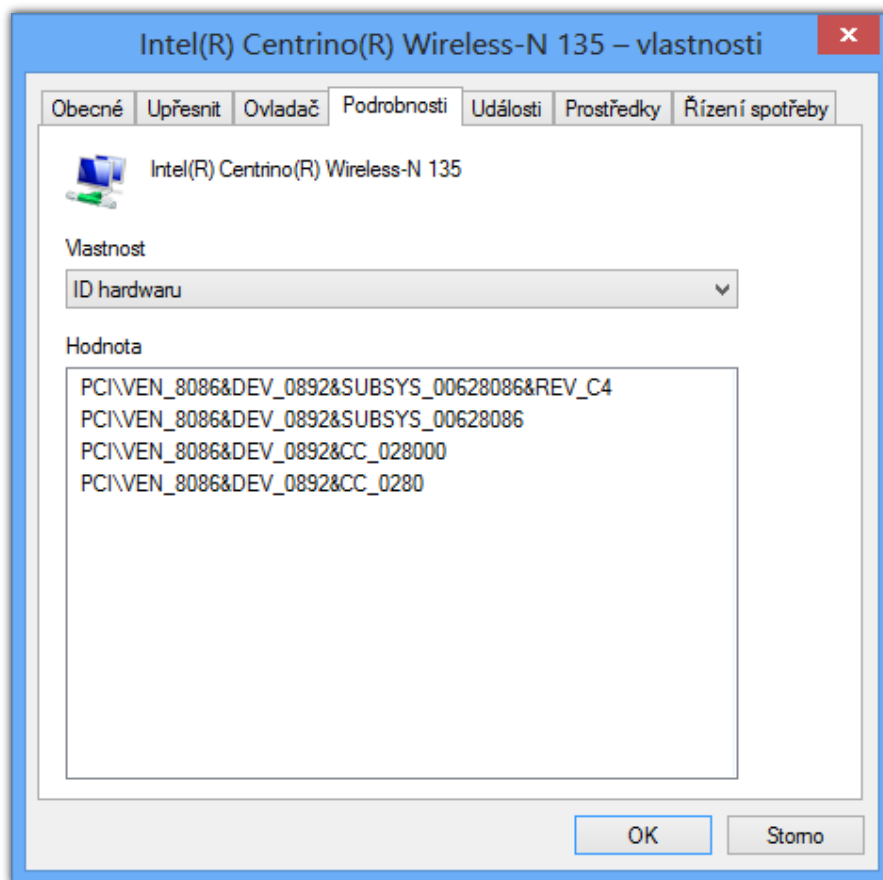 Intel(R) Centrino(R) Wireless-N 135 – vlastnosti
Obecné Upřesnit Ovladač Podrobnosti Události Prostředky Řízení spotřeby
Intel(R) Centrino(R) Wireless-N 135
Vlastnost
ID hardwaru
Hodnota
PCI\VEN_8086&DEV_0892&SUBSYS_00628086&REV_C4
PCI\VEN_8086&DEV_0892&SUBSYS_00628086
PCI\VEN_8086&DEV_0892&CC_028000
PCI\VEN_8086&DEV_0892&CC_0280
OK Storno